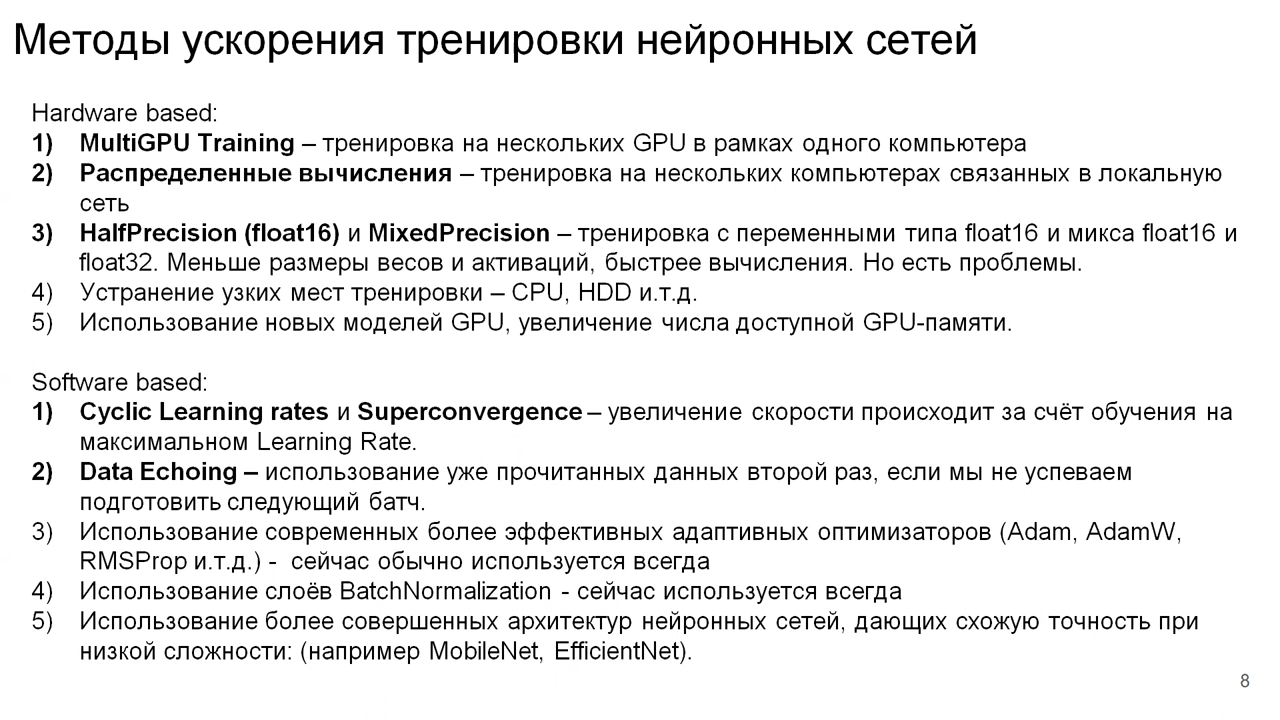 Методы ускорения тренировки нейронных сетей
Hardware based:
1) MultiGPU Training – тренировка на нескольких GPU в рамках одного компьютера
2) Распределенные вычисления – тренировка на нескольких компьютерах связанных в локальную
сеть
3) HalfPrecision (float16) и MixedPrecision – тренировка с переменными типа float16 и микса float16 и
float32. Меньше размеры весов и активаций, быстрее вычисления. Но есть проблемы.
4) Устранение узких мест тренировки – CPU, HDD и.т.д.
5) Использование новых моделей GPU, увеличение числа доступной GPU-памяти.
Software based:
1) Cyclic Learning rates и Superconvergence – увеличение скорости происходит за счёт обучения на
максимальном Learning Rate.
2) Data Echoing – использование уже прочитанных данных второй раз, если мы не успеваем
подготовить следующий батч.
3) Использование современных более эффективных адаптивных оптимизаторов (Adam, AdamW,
RMSProp и.т.д.) - сейчас обычно используется всегда
4) Использование слоёв BatchNormalization - сейчас используется всегда
5) Использование более совершенных архитектур нейронных сетей, дающих схожую точность при
низкой сложности: (например MobileNet, EfficientNet).
8